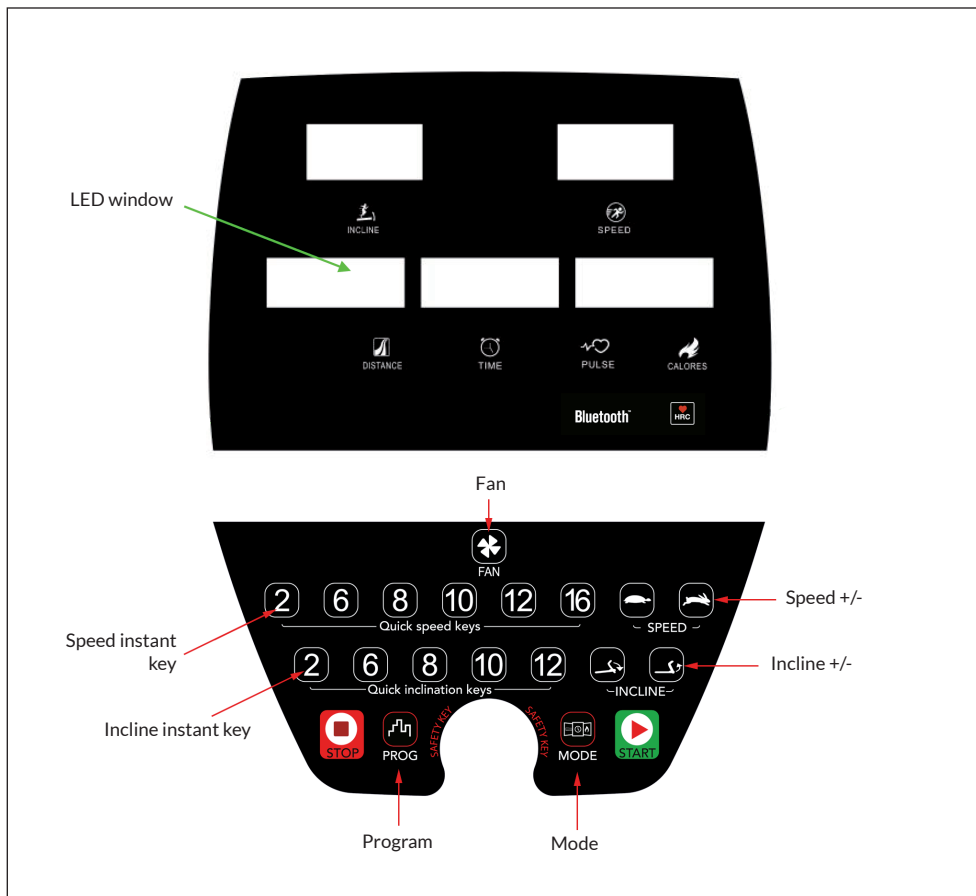 LED window
INCLINE
SPEED
DISTANCE
TIME
PULSE
CALORES
Bluetooth™
HRC
Fan
FAN
2 6 8 10 12 16
Speed +/-
Quick speed keys
SPEED
Speed instant
key
2 6 8 10 12
Incline +/-
Quick inclination keys
INCLINE
Incline instant key
STOP
PROG
SAFETY KEY
SAFETY KEY
MODE
START
Program
Mode